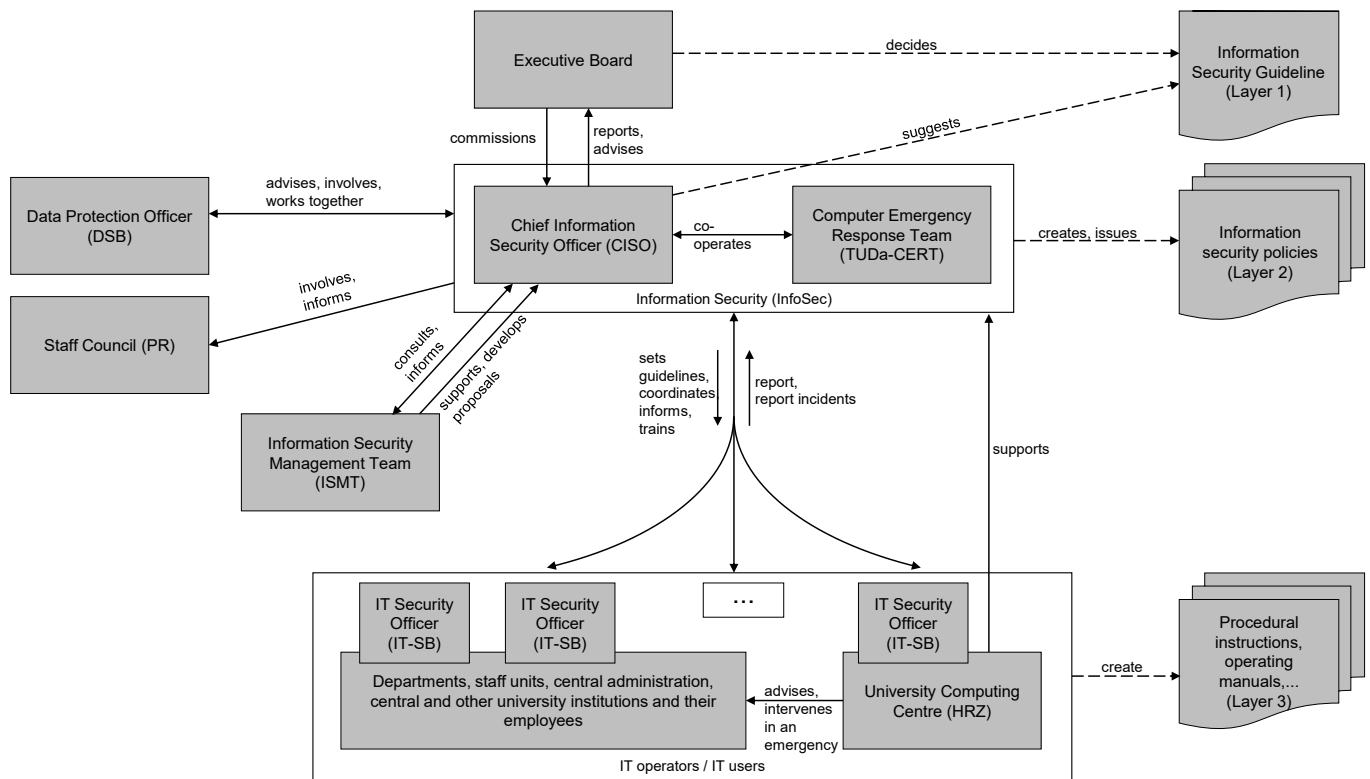 Executive Board
decides
Information
Security Guideline
(Layer 1)
commissions
reports,
advises
suggests
Data Protection Officer
(DSB)
advises, involves,
works together
Chief Information
Security Officer (CISO)
co-
operates
Computer Emergency
Response Team
(TUDa-CERT)
creates, issues
Information
security policies
(Layer 2)
Information Security (InfoSec)
involves,
informs
Staff Council (PR)
consults,
informs
supports, develops
proposals
Information Security
Management Team
(ISMT)
sets
guidelines,
coordinates,
informs,
trains
report,
report incidents
supports
IT Security
Officer
(IT-SB)
IT Security
Officer
(IT-SB)
...
IT Security
Officer
(IT-SB)
Departments, staff units, central administration,
central and other university institutions and their
employees
advises,
intervenes
in an
emergency
University Computing
Centre (HRZ)
create
Procedural
instructions,
operating
manuals,...
(Layer 3)
IT operators / IT users